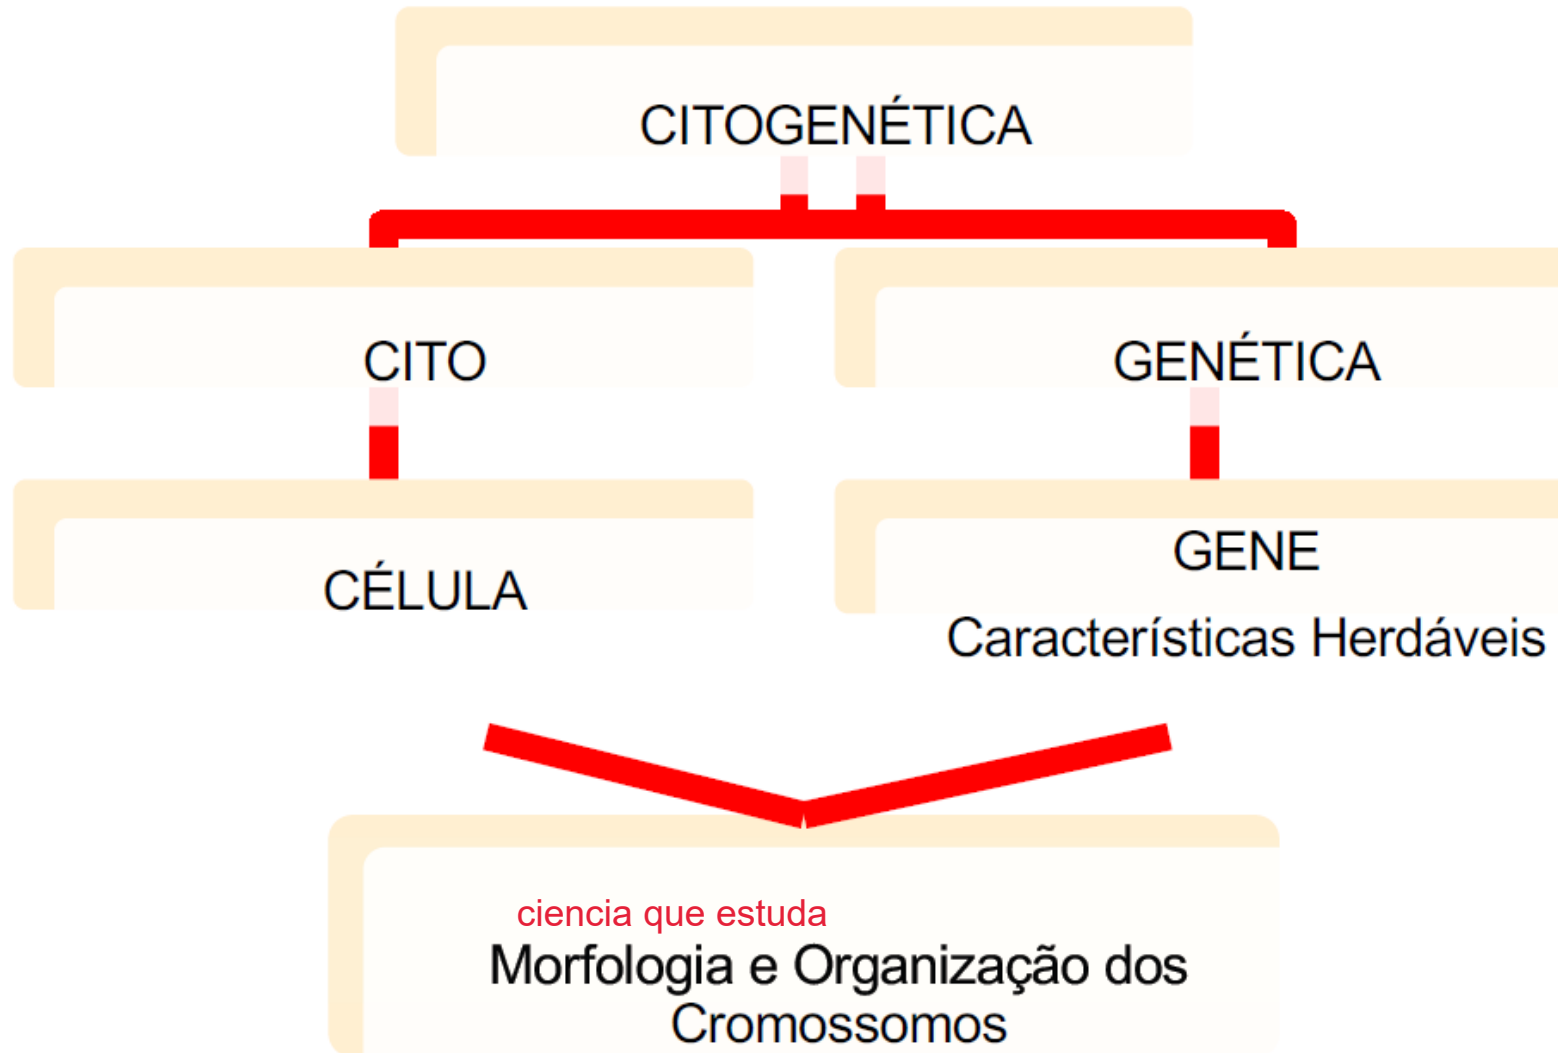 CITOGENÉTICA
CITO
GENÉTICA
CÉLULA
GENE
Características Herdáveis
ciencia que estuda
Morfologia e Organização dos
Cromossomos